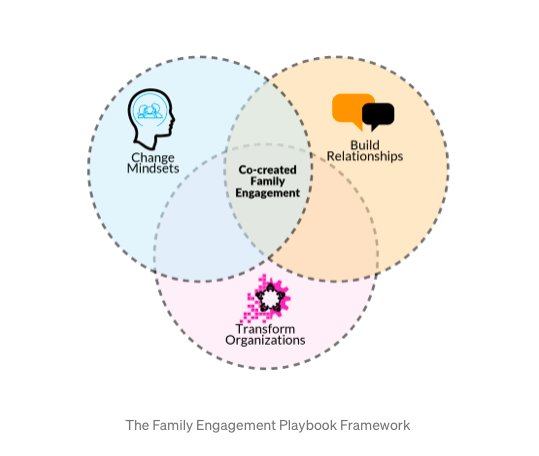 Change
Mindsets
Build
Relationships
Co-created
Family
Engagement
Transform
Organizations
The Family Engagement Playbook Framework